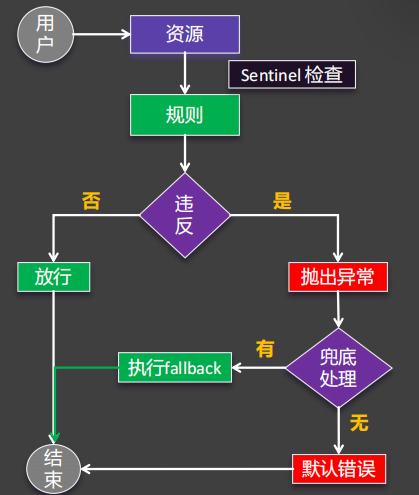 用
户
资源
Sentinel 检查
规则
违
反
否
是
放行
抛出异常
兜底
处理
有
执行fallback
无
结
束
默认错误